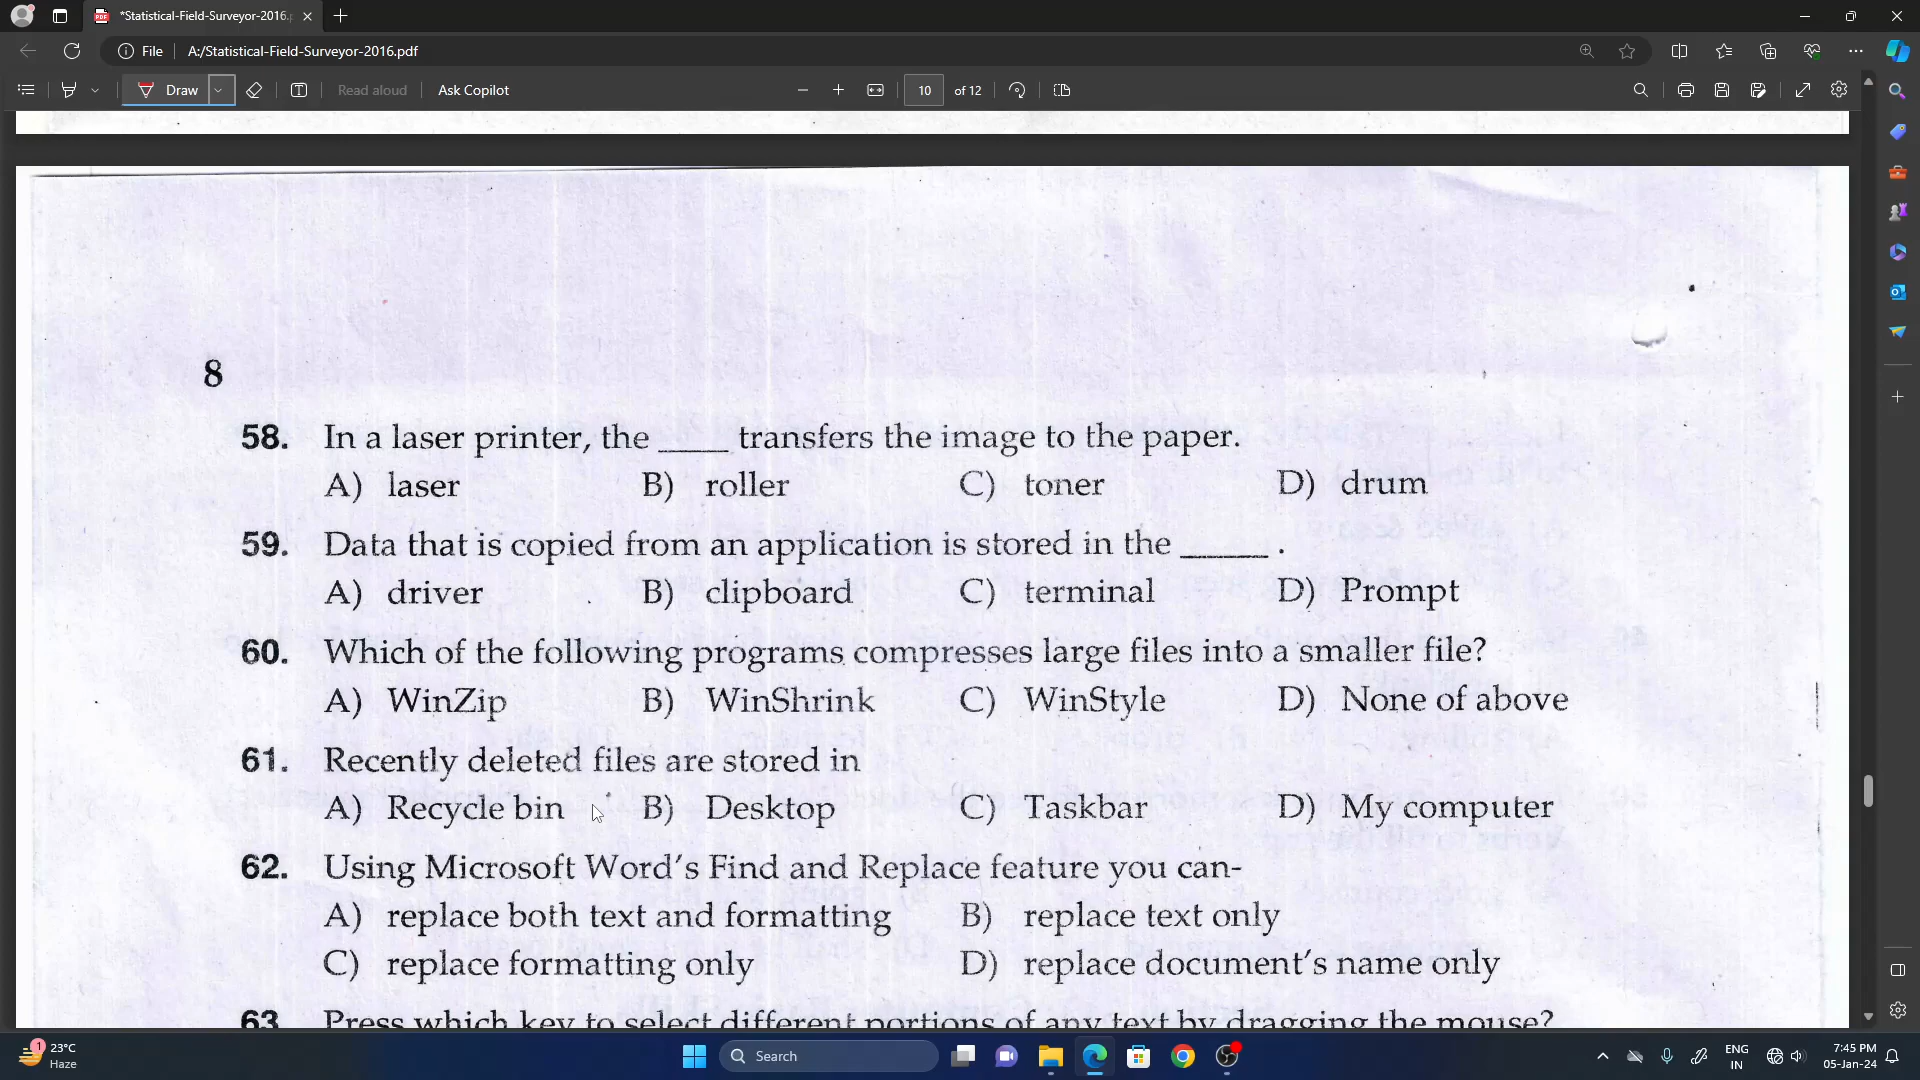 *Statistical-Field-Surveyor-2016.p
File
A:/Statistical-Field-Surveyor-2016.pdf
Draw
Read aloud
Ask Copilot
10
of 12
8
58. In a laser printer, the ____ transfers the image to the paper.
A) laser B) roller C) toner D) drum
59. Data that is copied from an application is stored in the _____ .
A) driver B) clipboard C) terminal D) Prompt
60. Which of the following programs compresses large files into a smaller file?
A) WinZip B) WinShrink C) WinStyle D) None of above
61. Recently deleted files are stored in
A) Recycle bin B) Desktop C) Taskbar D) My computer
62. Using Microsoft Word's Find and Replace feature you can-
A) replace both text and formatting B) replace text only
C) replace formatting only D) replace document's name only
63. Press which key to select different portions of any text by dragging the mouse?
1
23°C
Haze
Search
ENG
IN
7:45 PM
05-Jan-24